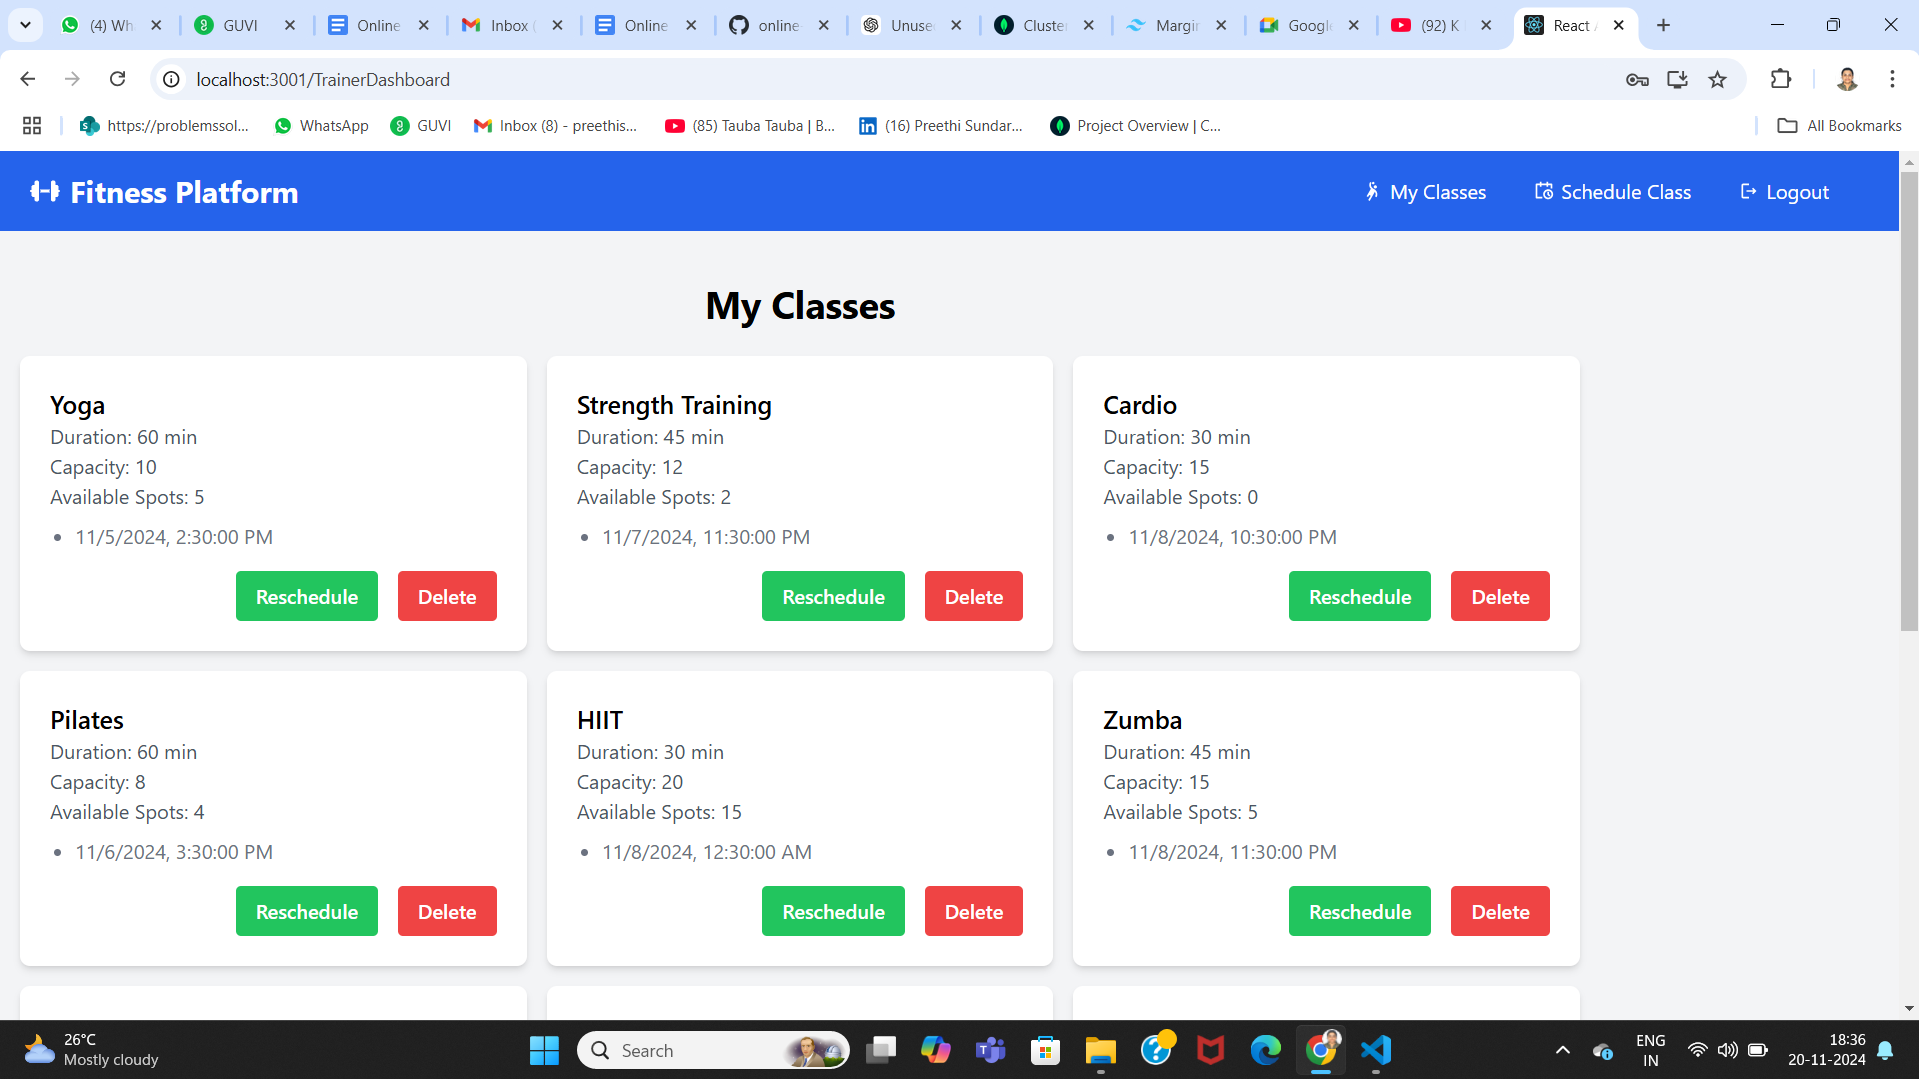 (4) Wh
GUVI
Online
Inbox (
Online
online-
Unused
Cluster
Margin
Google
(92) K
React A
localhost:3001/TrainerDashboard
https://problemssol...
WhatsApp
GUVI
Inbox (8) - preethis...
(85) Tauba Tauba | B...
(16) Preethi Sundar...
Project Overview | C...
All Bookmarks
Fitness Platform
My Classes
Schedule Class
Logout
My Classes
Yoga
Duration: 60 min
Capacity: 10
Available Spots: 5
• 11/5/2024, 2:30:00 PM
Reschedule
Delete
Strength Training
Duration: 45 min
Capacity: 12
Available Spots: 2
• 11/7/2024, 11:30:00 PM
Reschedule
Delete
Cardio
Duration: 30 min
Capacity: 15
Available Spots: 0
• 11/8/2024, 10:30:00 PM
Reschedule
Delete
Pilates
Duration: 60 min
Capacity: 8
Available Spots: 4
• 11/6/2024, 3:30:00 PM
Reschedule
Delete
HIIT
Duration: 30 min
Capacity: 20
Available Spots: 15
• 11/8/2024, 12:30:00 AM
Reschedule
Delete
Zumba
Duration: 45 min
Capacity: 15
Available Spots: 5
• 11/8/2024, 11:30:00 PM
Reschedule
Delete
26°C
Mostly cloudy
Search
ENG
IN
18:36
20-11-2024